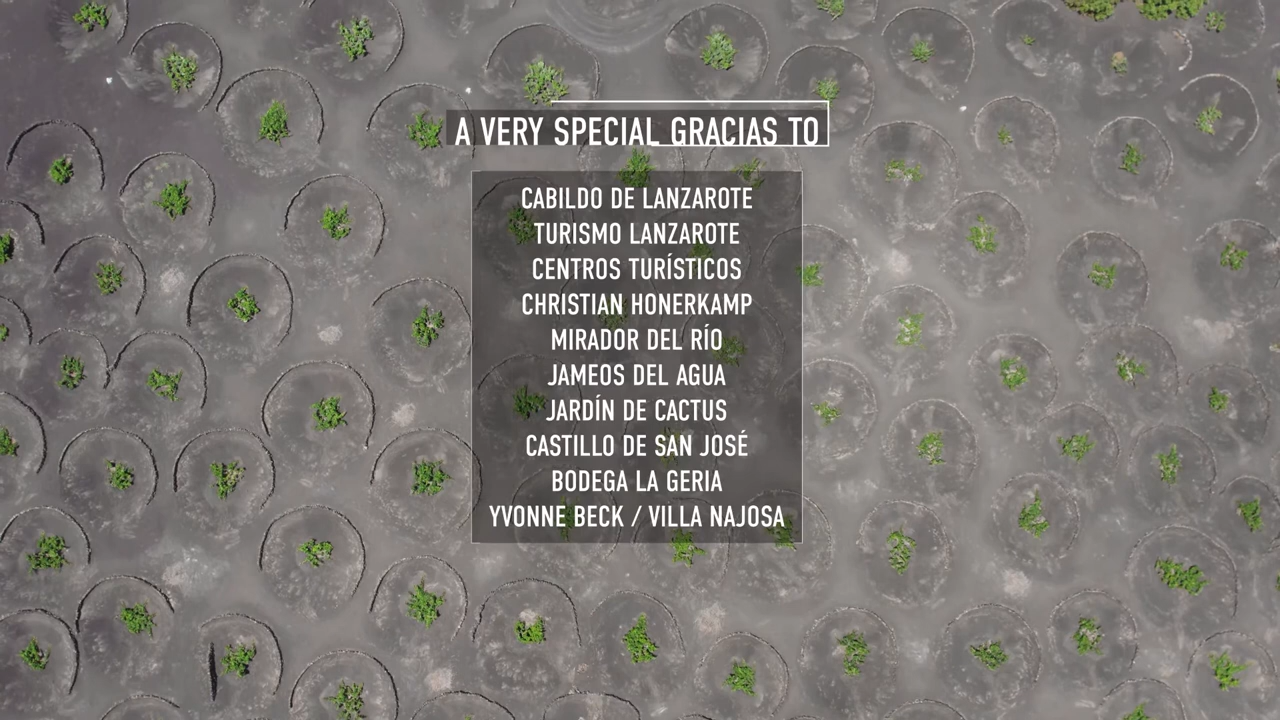 A VERY SPECIAL GRACIAS TO
CABILDO DE LANZAROTE
TURISMO LANZAROTE
CENTROS TURÍSTICOS
CHRISTIAN HONERKAMP
MIRADOR DEL RÍO
JAMEOS DEL AGUA
JARDÍN DE CACTUS
CASTILLO DE SAN JOSÉ
BODEGA LA GERIA
YVONNE BECK / VILLA NAJOSA